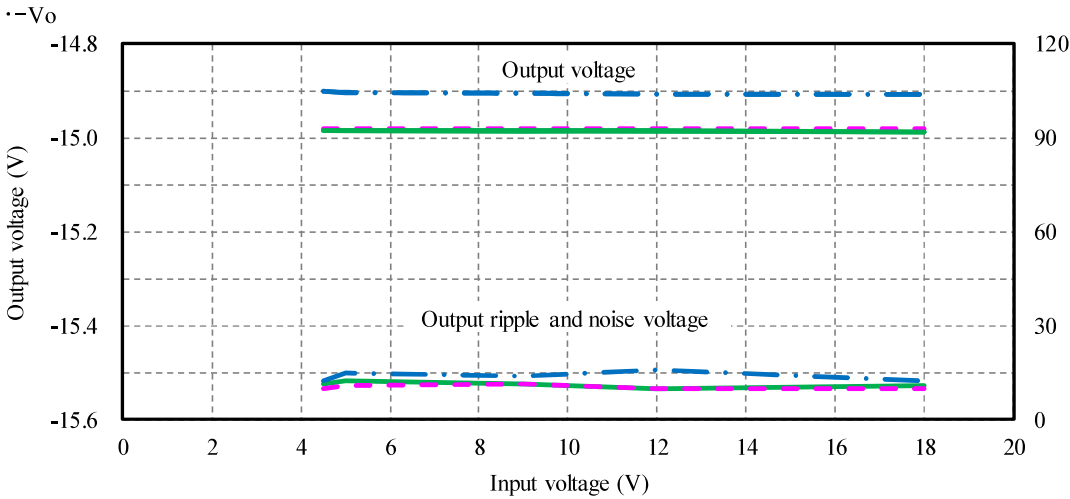 ·−Vo
-14.8 120
Output voltage
-15.0 90
-15.2 60
Output voltage (V)
-15.4 30
Output ripple and noise voltage
-15.6 0
0 2 4 6 8 10 12 14 16 18 20
Input voltage (V)